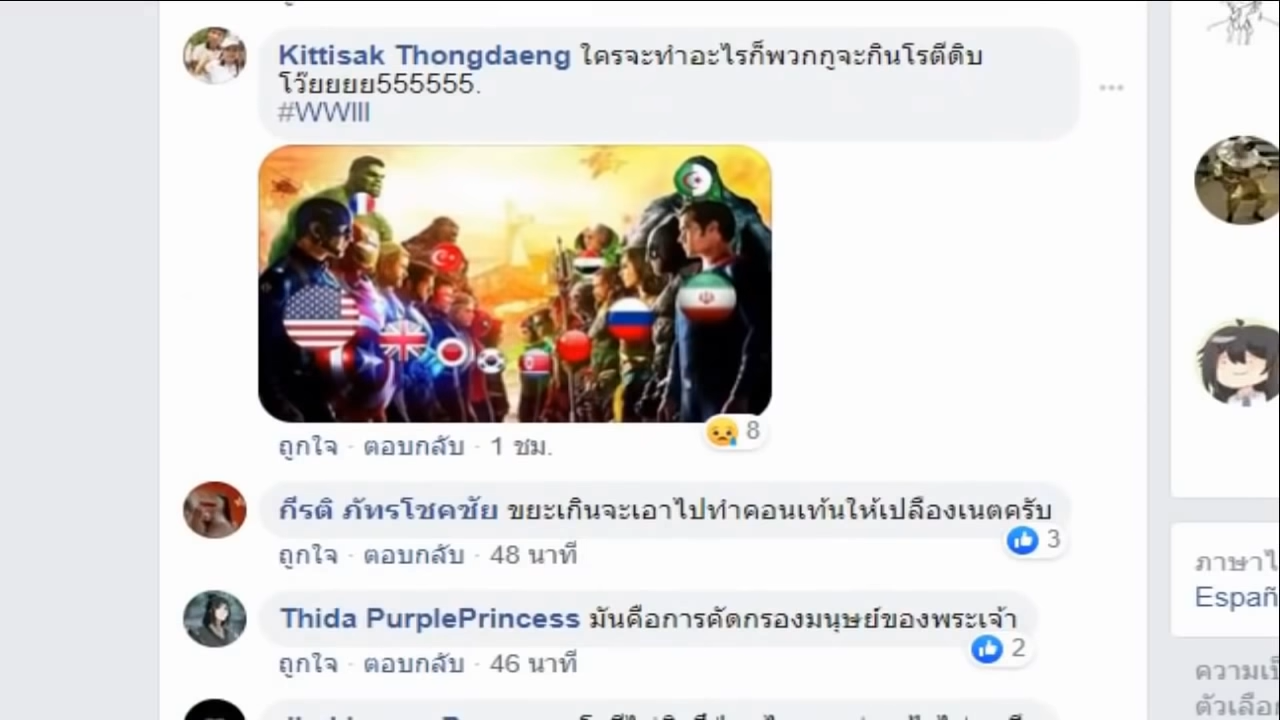 Kittisak Thongdaeng ใครจะทำอะไรก็พวกกูจะกินโรตีดิบ
โว๊ยยยย555555.
#WWIII
8
ถูกใจ · ตอบกลับ · 1 ชม.
กีรติ ภัทรโชคชัย ขยะเกินจะเอาไปทำคอนเท้นให้เปลืองเนตครับ
3
ถูกใจ · ตอบกลับ · 48 นาที
Thida PurplePrincess มันคือการคัดกรองมนุษย์ของพระเจ้า
2
ถูกใจ · ตอบกลับ · 46 นาที
ภาษาไ
Españ
ความเป็
ตัวเลือ